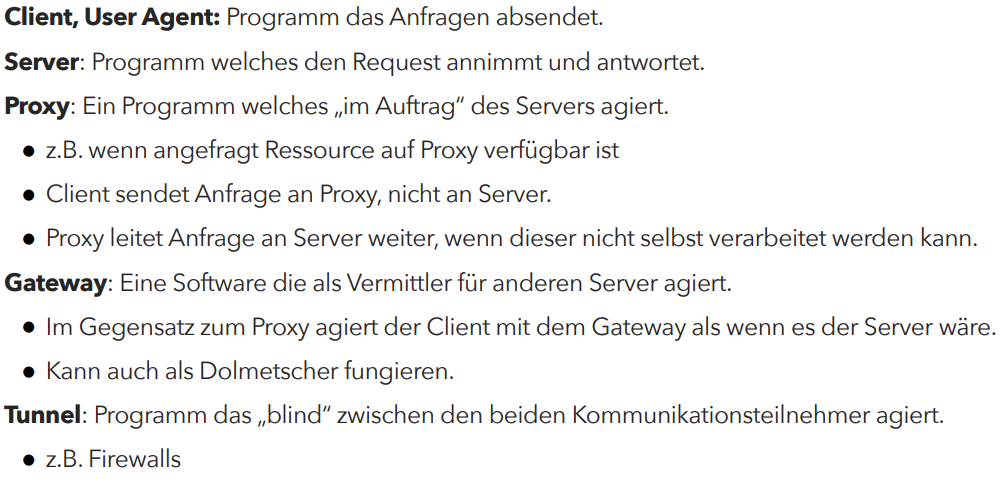 Client, User Agent: Programm das Anfragen absendet.
Server: Programm welches den Request annimmt und antwortet.
Proxy: Ein Programm welches „im Auftrag“ des Servers agiert.
● z.B. wenn angefragt Ressource auf Proxy verfügbar ist
● Client sendet Anfrage an Proxy, nicht an Server.
● Proxy leitet Anfrage an Server weiter, wenn dieser nicht selbst verarbeitet werden kann.
Gateway: Eine Software die als Vermittler für anderen Server agiert.
● Im Gegensatz zum Proxy agiert der Client mit dem Gateway als wenn es der Server wäre.
● Kann auch als Dolmetscher fungieren.
Tunnel: Programm das „blind“ zwischen den beiden Kommunikationsteilnehmer agiert.
● z.B. Firewalls